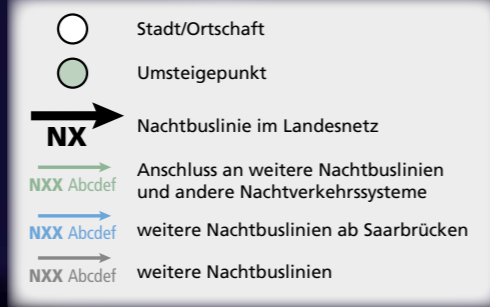 Stadt/Ortschaft
Umsteigepunkt
NX
Nachtbuslinie im Landesnetz
NXX Abcdef
Anschluss an weitere Nachtbuslinien
und andere Nachtverkehrssysteme
NXX Abcdef
weitere Nachtbuslinien ab Saarbrücken
NXX Abcdef
weitere Nachtbuslinien